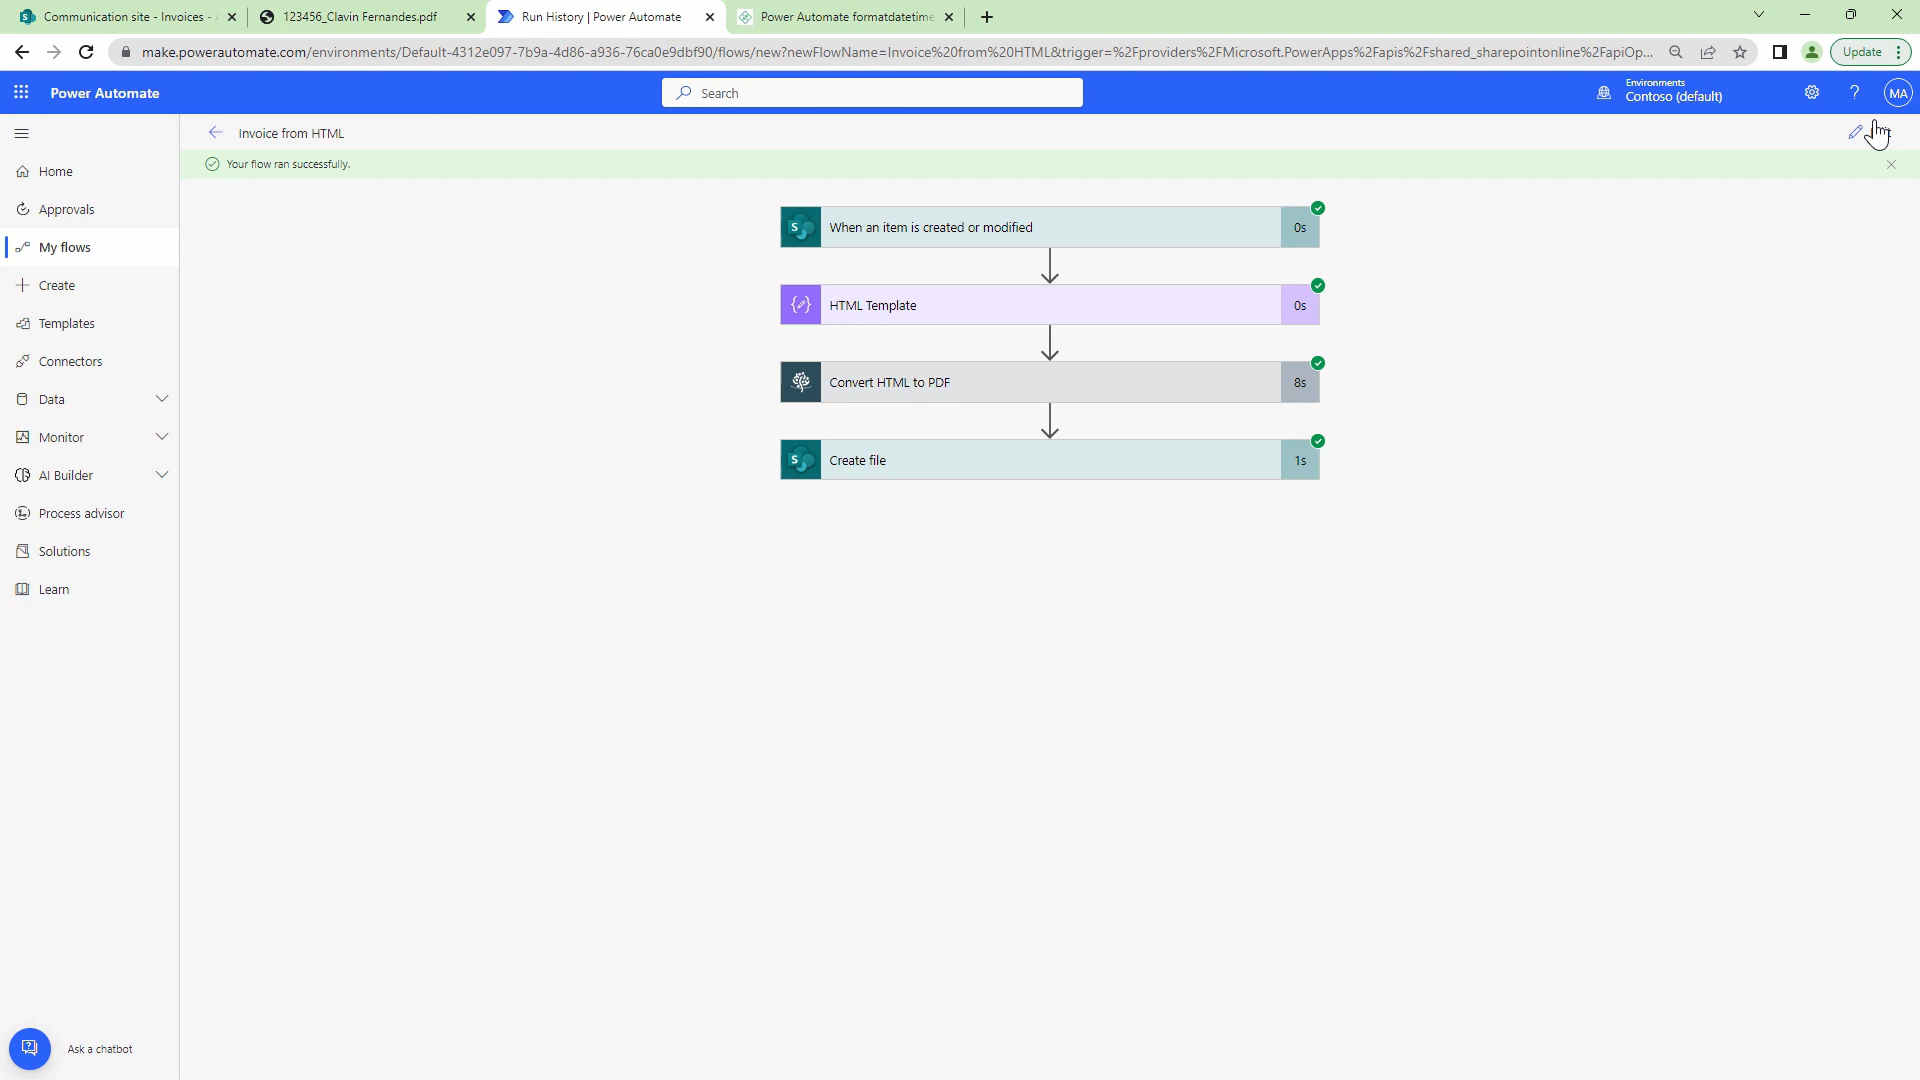 Communication site - Invoices -
123456_Clavin Fernandes.pdf
Run History | Power Automate
Power Automate formatdatetime
make.powerautomate.com/environments/Default-4312e097-7b9a-4d86-a936-76ca0e9dbf90/flows/new?newFlowName=Invoice%20from%20HTML&trigger=%2Fproviders%2FMicrosoft.PowerApps%2Fapis%2Fshared_sharepointonline%2FapiOp...
Update
Power Automate
Search
Environments
Contoso (default)
?
MA
Invoice from HTML
Your flow ran successfully.
Home
Approvals
My flows
Create
Templates
Connectors
Data
Monitor
AI Builder
Process advisor
Solutions
Learn
When an item is created or modified
0s
HTML Template
0s
Convert HTML to PDF
8s
Create file
1s
Ask a chatbot